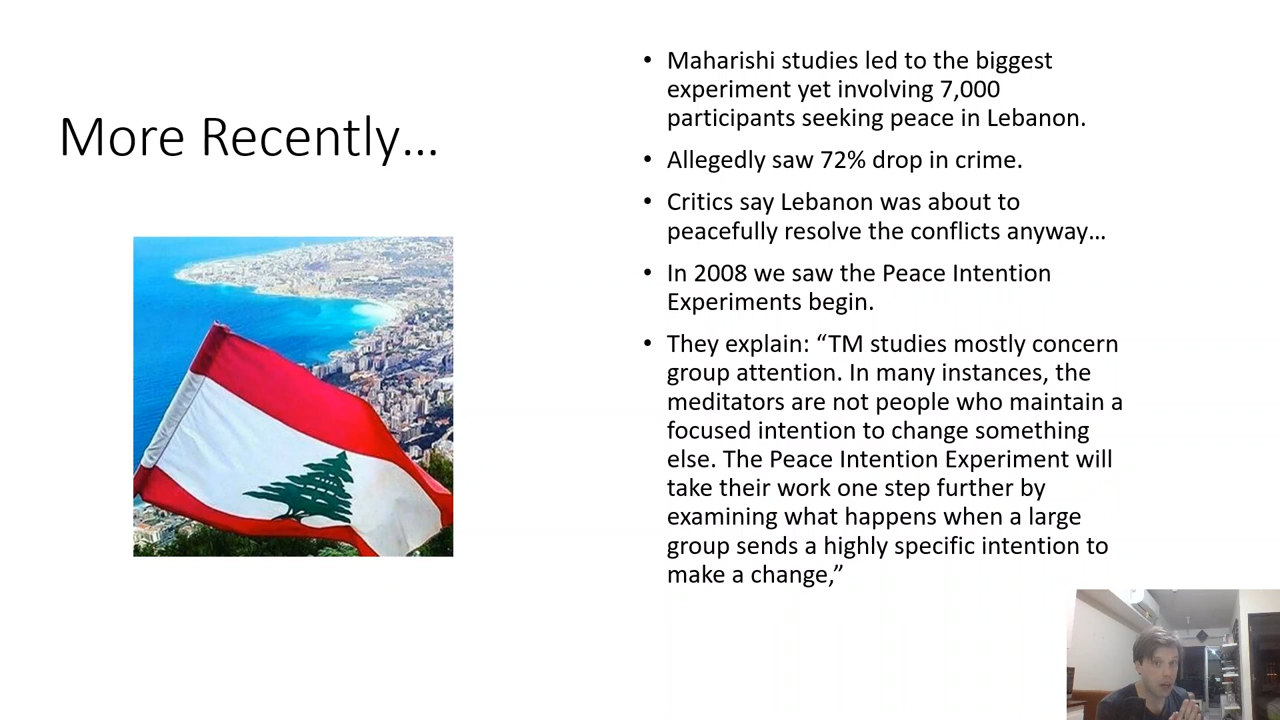 More Recently…
• Maharishi studies led to the biggest
experiment yet involving 7,000
participants seeking peace in Lebanon.
• Allegedly saw 72% drop in crime.
• Critics say Lebanon was about to
peacefully resolve the conflicts anyway…
• In 2008 we saw the Peace Intention
Experiments begin.
• They explain: “TM studies mostly concern
group attention. In many instances, the
meditators are not people who maintain a
focused intention to change something
else. The Peace Intention Experiment will
take their work one step further by
examining what happens when a large
group sends a highly specific intention to
make a change,”